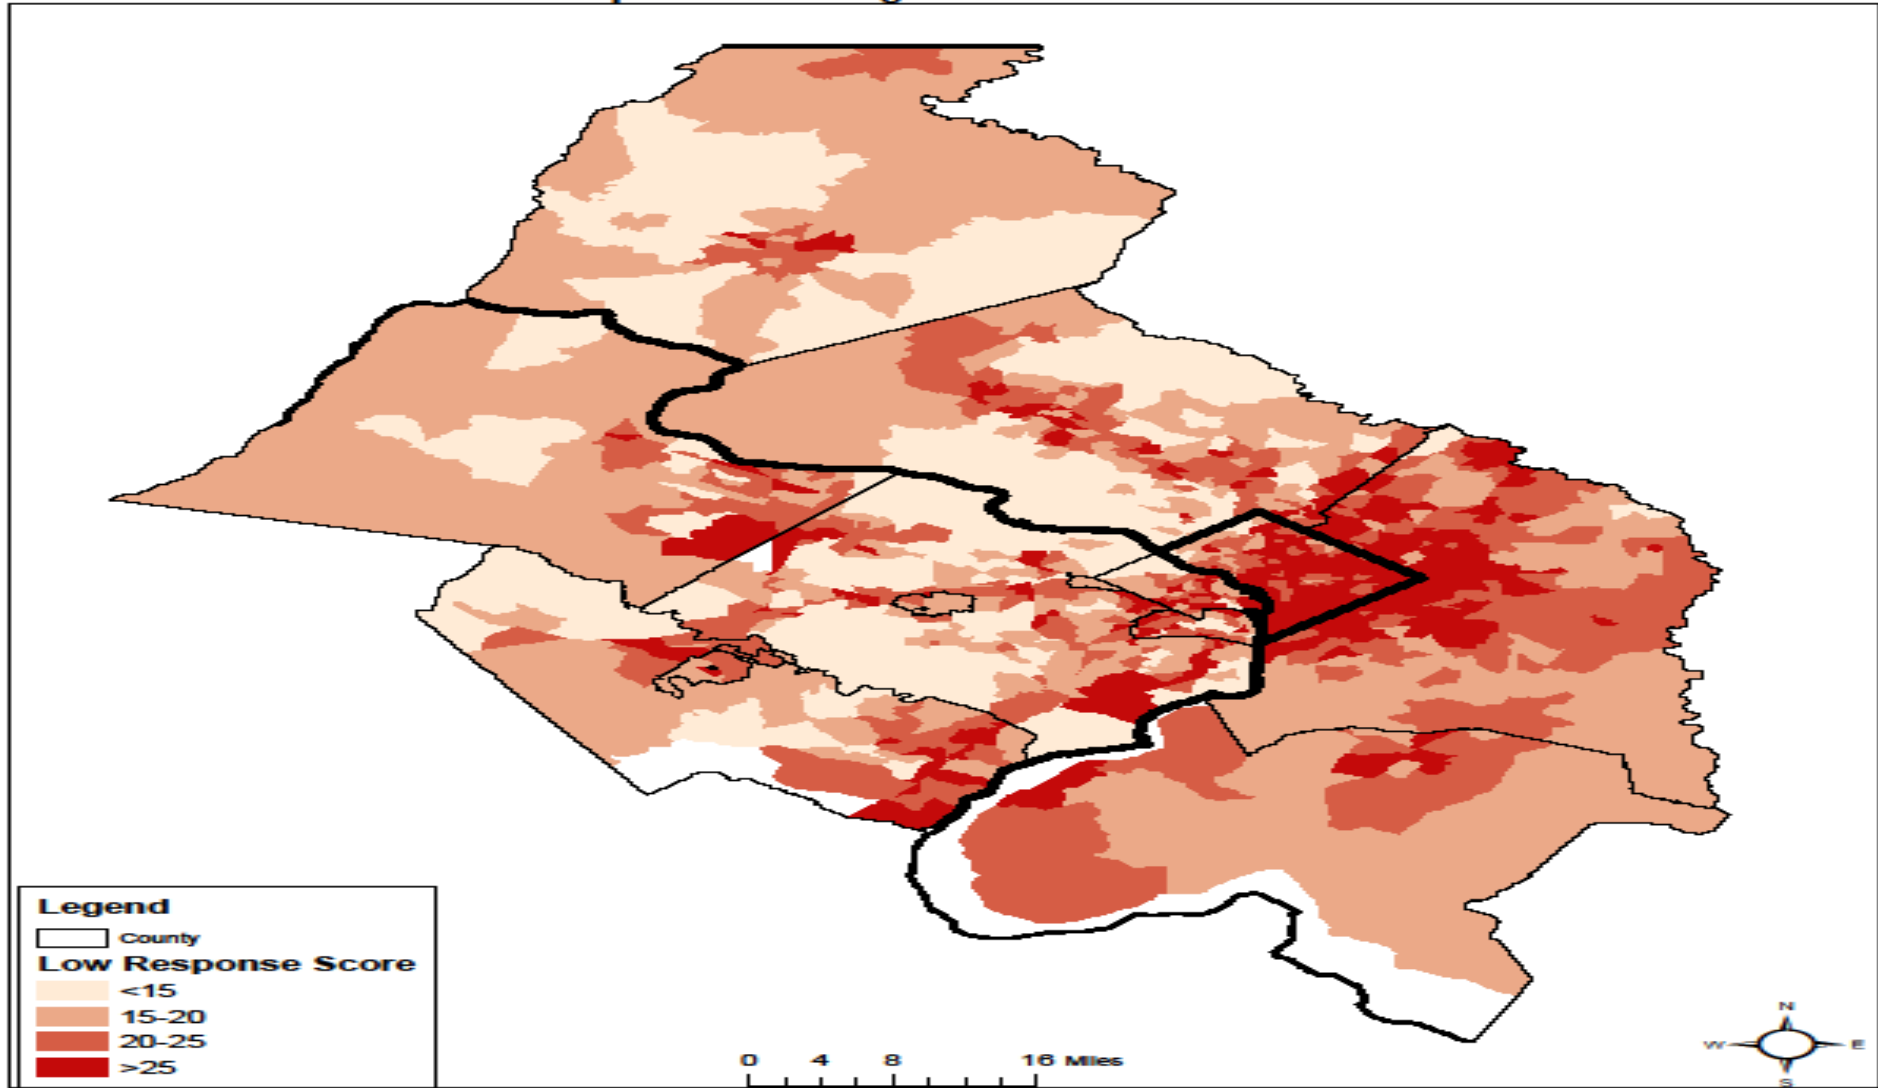 Legend
County
Low Response Score
<15
15-20
20-25
>25
0 4 8 16 Miles
N
W E
S